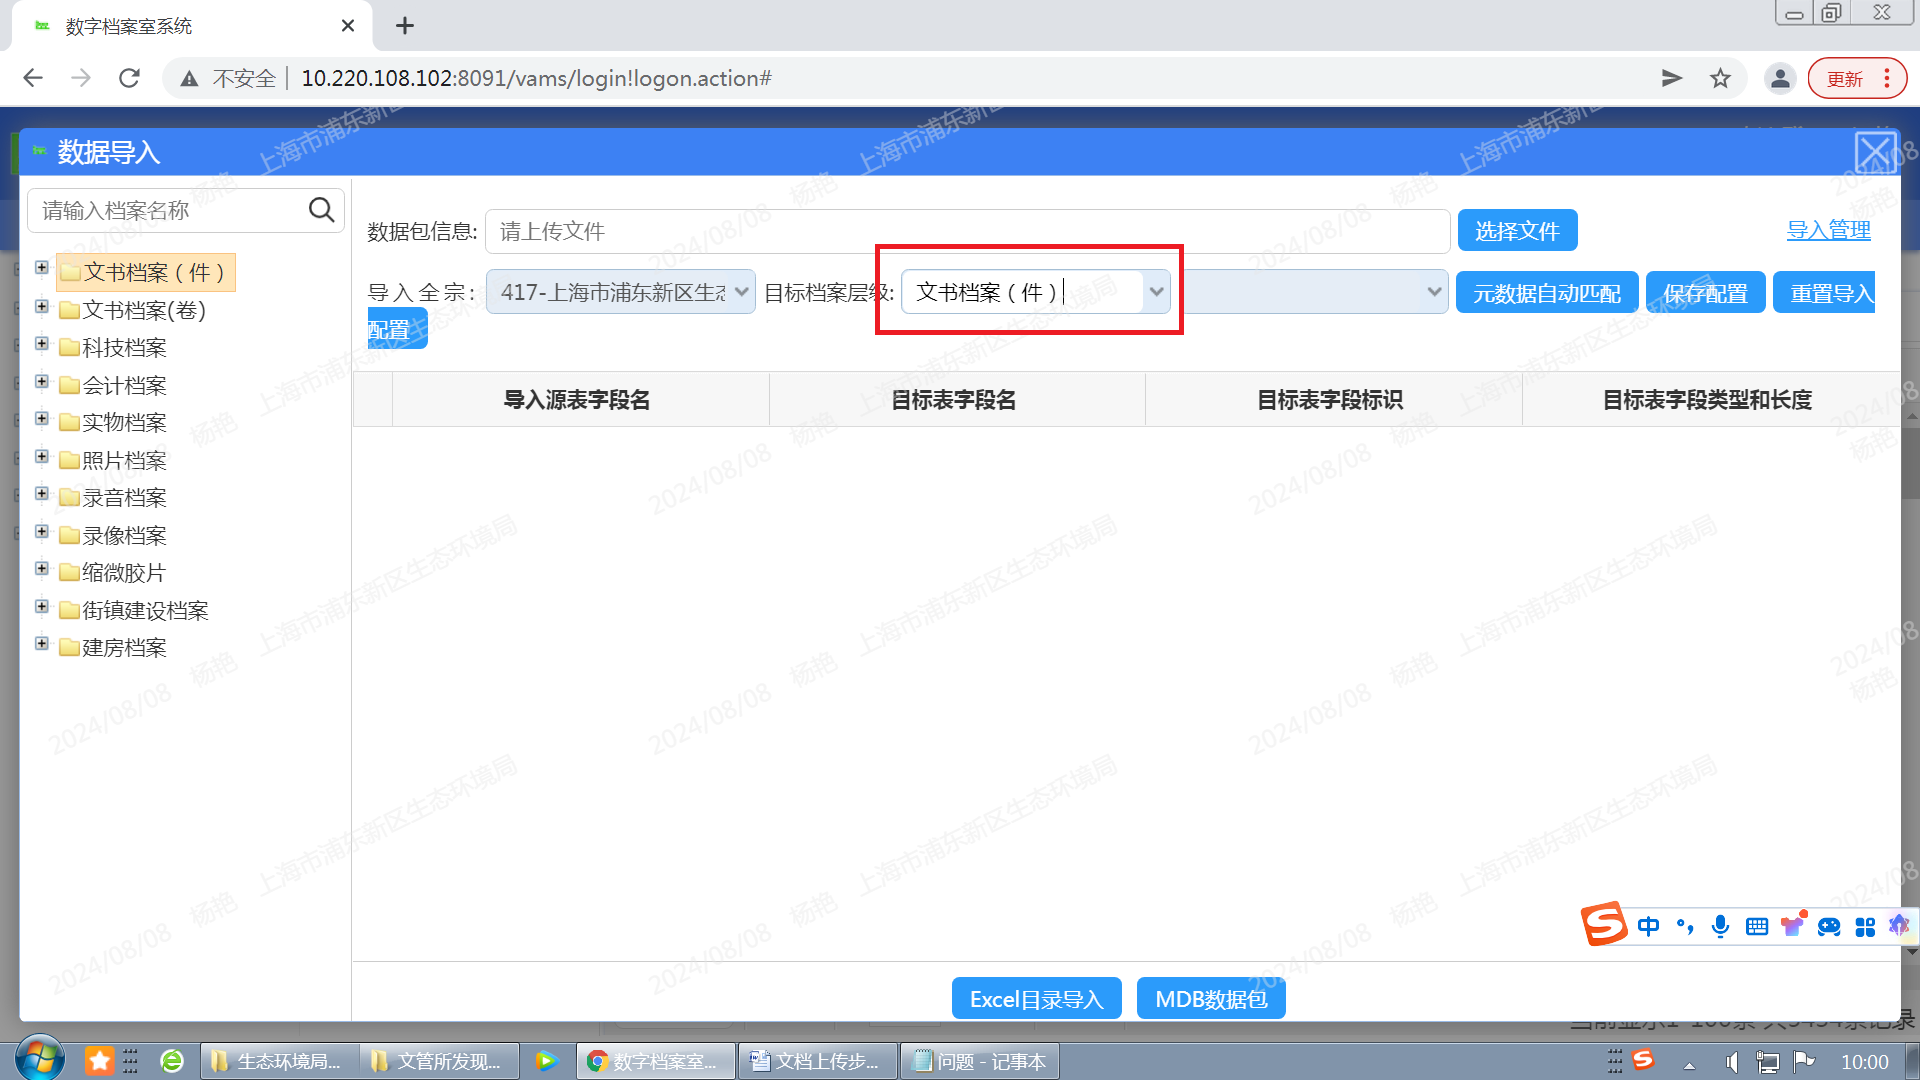 数字档案室系统
不安全 10.220.108.102:8091/vams/login!logon.action#
更新
数据导入
请输入档案名称
文书档案（件）
文书档案(卷)
科技档案
会计档案
实物档案
照片档案
录音档案
录像档案
缩微胶片
街镇建设档案
建房档案
数据包信息: 请上传文件 选择文件 导入管理
导入全宗: 417-上海市浦东新区生态 目标档案层级: 文书档案（件） 元数据自动匹配 保存配置 重置导入
配置
导入源表字段名 目标表字段名 目标表字段标识 目标表字段类型和长度
上海市浦东新区生态环境局
杨艳
2024/08/08
中
Excel目录导入 MDB数据包
生态环境局... 文管所发现... 数字档案室... 文档上传步... 问题 - 记事本 10:00